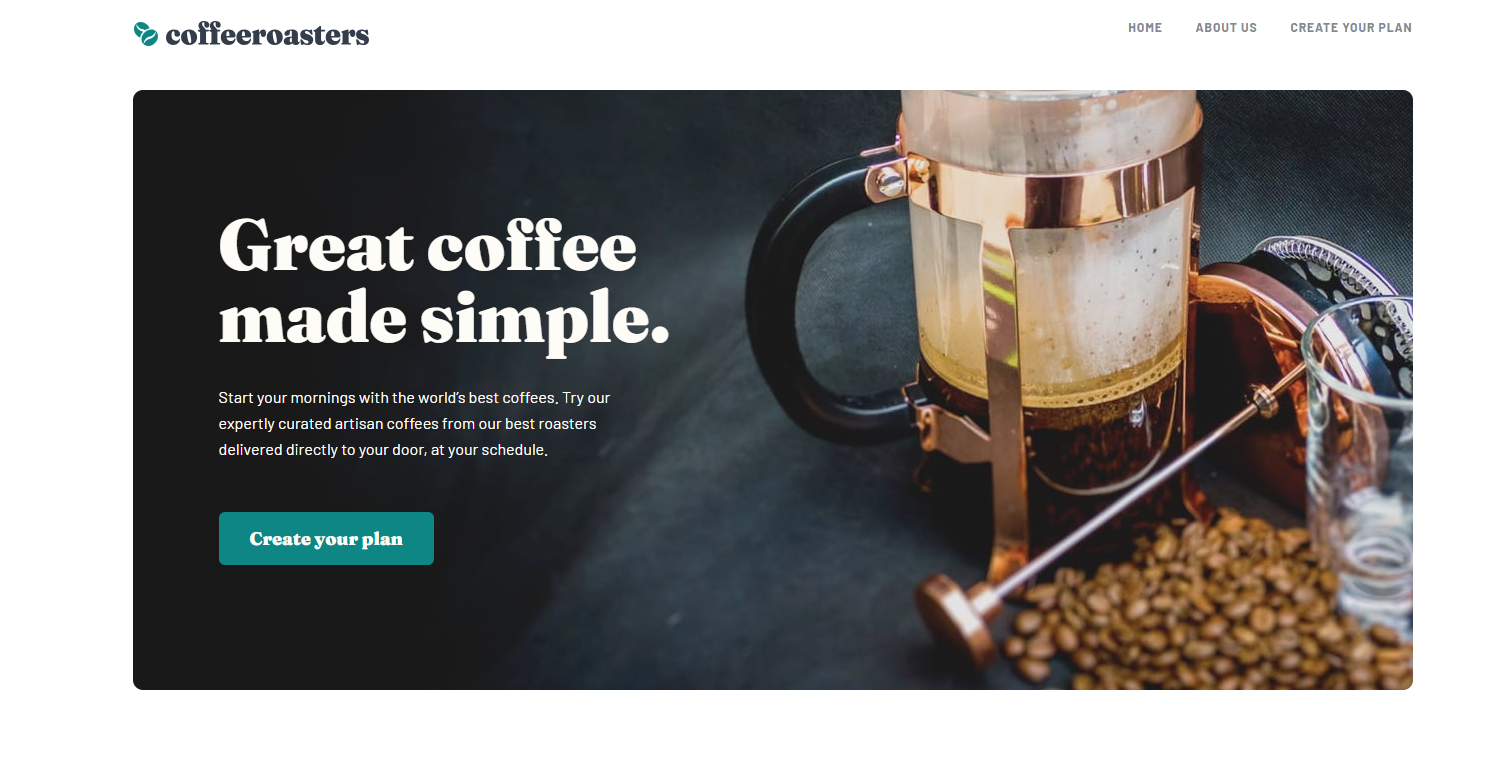 coffeeroasters
HOME ABOUT US CREATE YOUR PLAN
Great coffee
made simple.
Start your mornings with the world’s best coffees. Try our
expertly curated artisan coffees from our best roasters
delivered directly to your door, at your schedule.
Create your plan